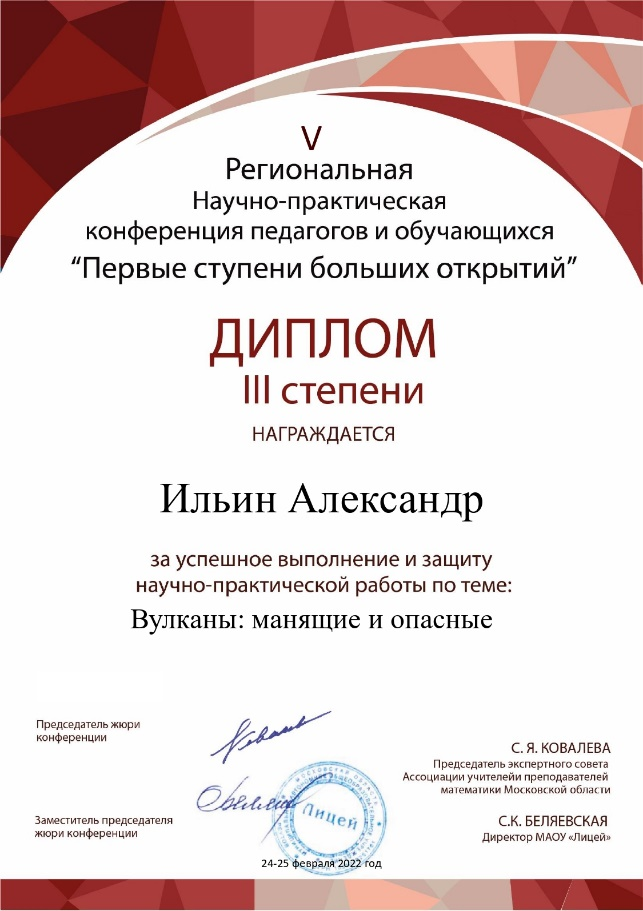 V
Региональная
Научно-практическая
конференция педагогов и обучающихся
“Первые ступени больших открытий”
ДИПЛОМ
III степени
НАГРАЖДАЕТСЯ
Ильин Александр
за успешное выполнение и защиту
научно-практической работы по теме:
Вулканы: манящие и опасные
Председатель жюри
конференции
С. Я. КОВАЛЕВА
Председатель экспертного совета
Ассоциации учителейи преподавателей
математики Московской области
Заместитель председателя
жюри конференции
Лицей
С.К. БЕЛЯЕВСКАЯ
Директор МАОУ «Лицей»
24-25 февраля 2022 год